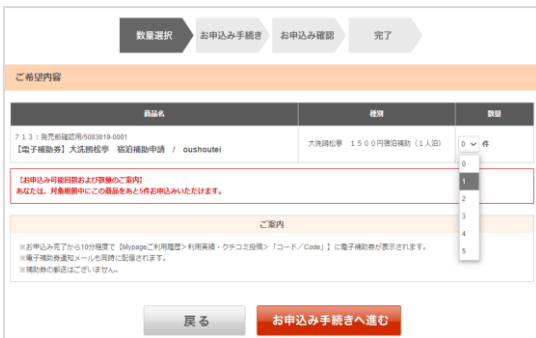 数量選択
お申込み手続き
お申込み確認
完了
ご希望内容
商品名
種別
数量
713：発売前確認用/5083819-0001
【電子補助券】大洗鴎松亭　宿泊補助申請　/　oushoutei
大洗鴎松亭　1500円宿泊補助（1人泊）
0
件
0
1
2
3
4
5
【お申込み可能回数および数量のご案内】
あなたは、対象期間中にこの商品をあと5件お申込みいただけます。
ご案内
※お申込み完了から10分程度で【Mypageご利用履歴＞利用実績・クチコミ投稿＞「コード／Code」】に電子補助券が表示されます。
※電子補助券通知メールも同時に配信されます。
※補助券の郵送はございません。
戻る
お申込み手続きへ進む